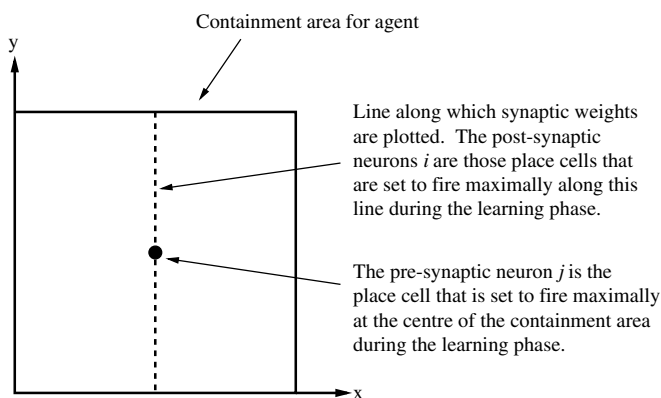 Containment area for agent
y
Line along which synaptic weights
are plotted. The post-synaptic
neurons i are those place cells that
are set to fire maximally along this
line during the learning phase.
The pre-synaptic neuron j is the
place cell that is set to fire maximally
at the centre of the containment area
during the learning phase.
x